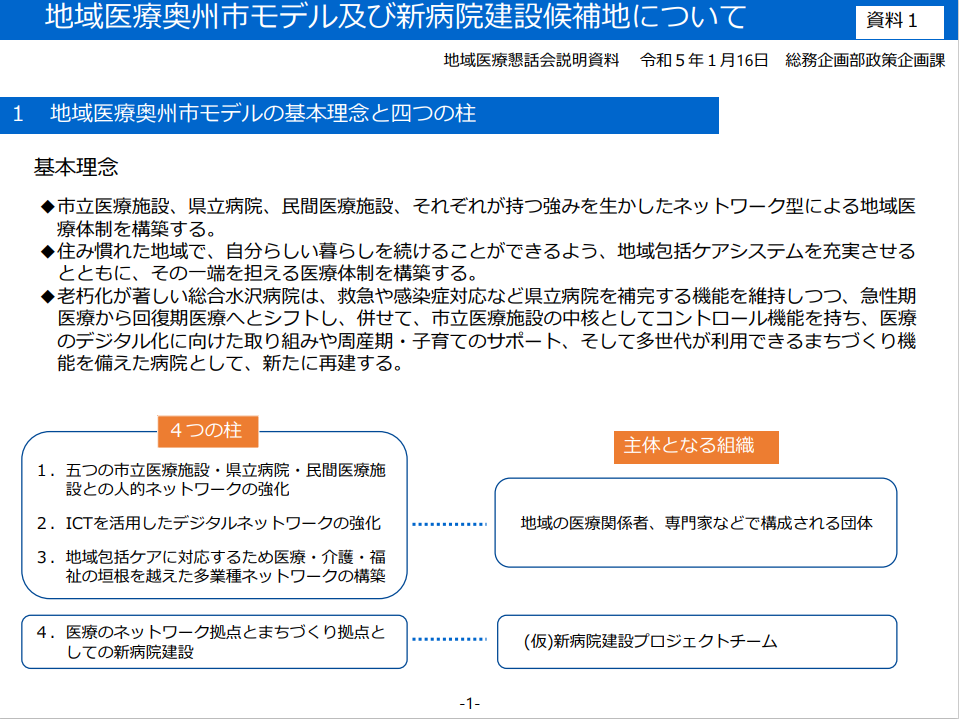 地域医療奥州市モデル及び新病院建設候補地について
資料１
地域医療懇話会説明資料　令和５年１月16日　総務企画部政策企画課
１　地域医療奥州市モデルの基本理念と四つの柱
基本理念
◆市立医療施設、県立病院、民間医療施設、それぞれが持つ強みを生かしたネットワーク型による地域医
療体制を構築する。
◆住み慣れた地域で、自分らしい暮らしを続けることができるよう、地域包括ケアシステムを充実させる
とともに、その一端を担える医療体制を構築する。
◆老朽化が著しい総合水沢病院は、救急や感染症対応など県立病院を補完する機能を維持しつつ、急性期
医療から回復期医療へとシフトし、併せて、市立医療施設の中核としてコントロール機能を持ち、医療
のデジタル化に向けた取り組みや周産期・子育てのサポート、そして多世代が利用できるまちづくり機
能を備えた病院として、新たに再建する。
４つの柱
１．五つの市立医療施設・県立病院・民間医療施
設との人的ネットワークの強化
２．ICTを活用したデジタルネットワークの強化
３．地域包括ケアに対応するため医療・介護・福
祉の垣根を越えた多業種ネットワークの構築
４．医療のネットワーク拠点とまちづくり拠点と
しての新病院建設
主体となる組織
地域の医療関係者、専門家などで構成される団体
(仮)新病院建設プロジェクトチーム
-1-